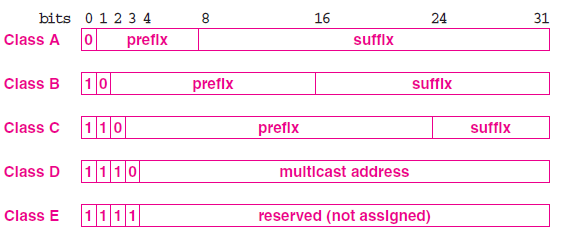 bits 0 1 2 3 4 8 16 24 31
Class A 0 prefix suffix
Class B 1 0 prefix suffix
Class C 1 1 0 prefix suffix
Class D 1 1 1 0 multicast address
Class E 1 1 1 1 reserved (not assigned)